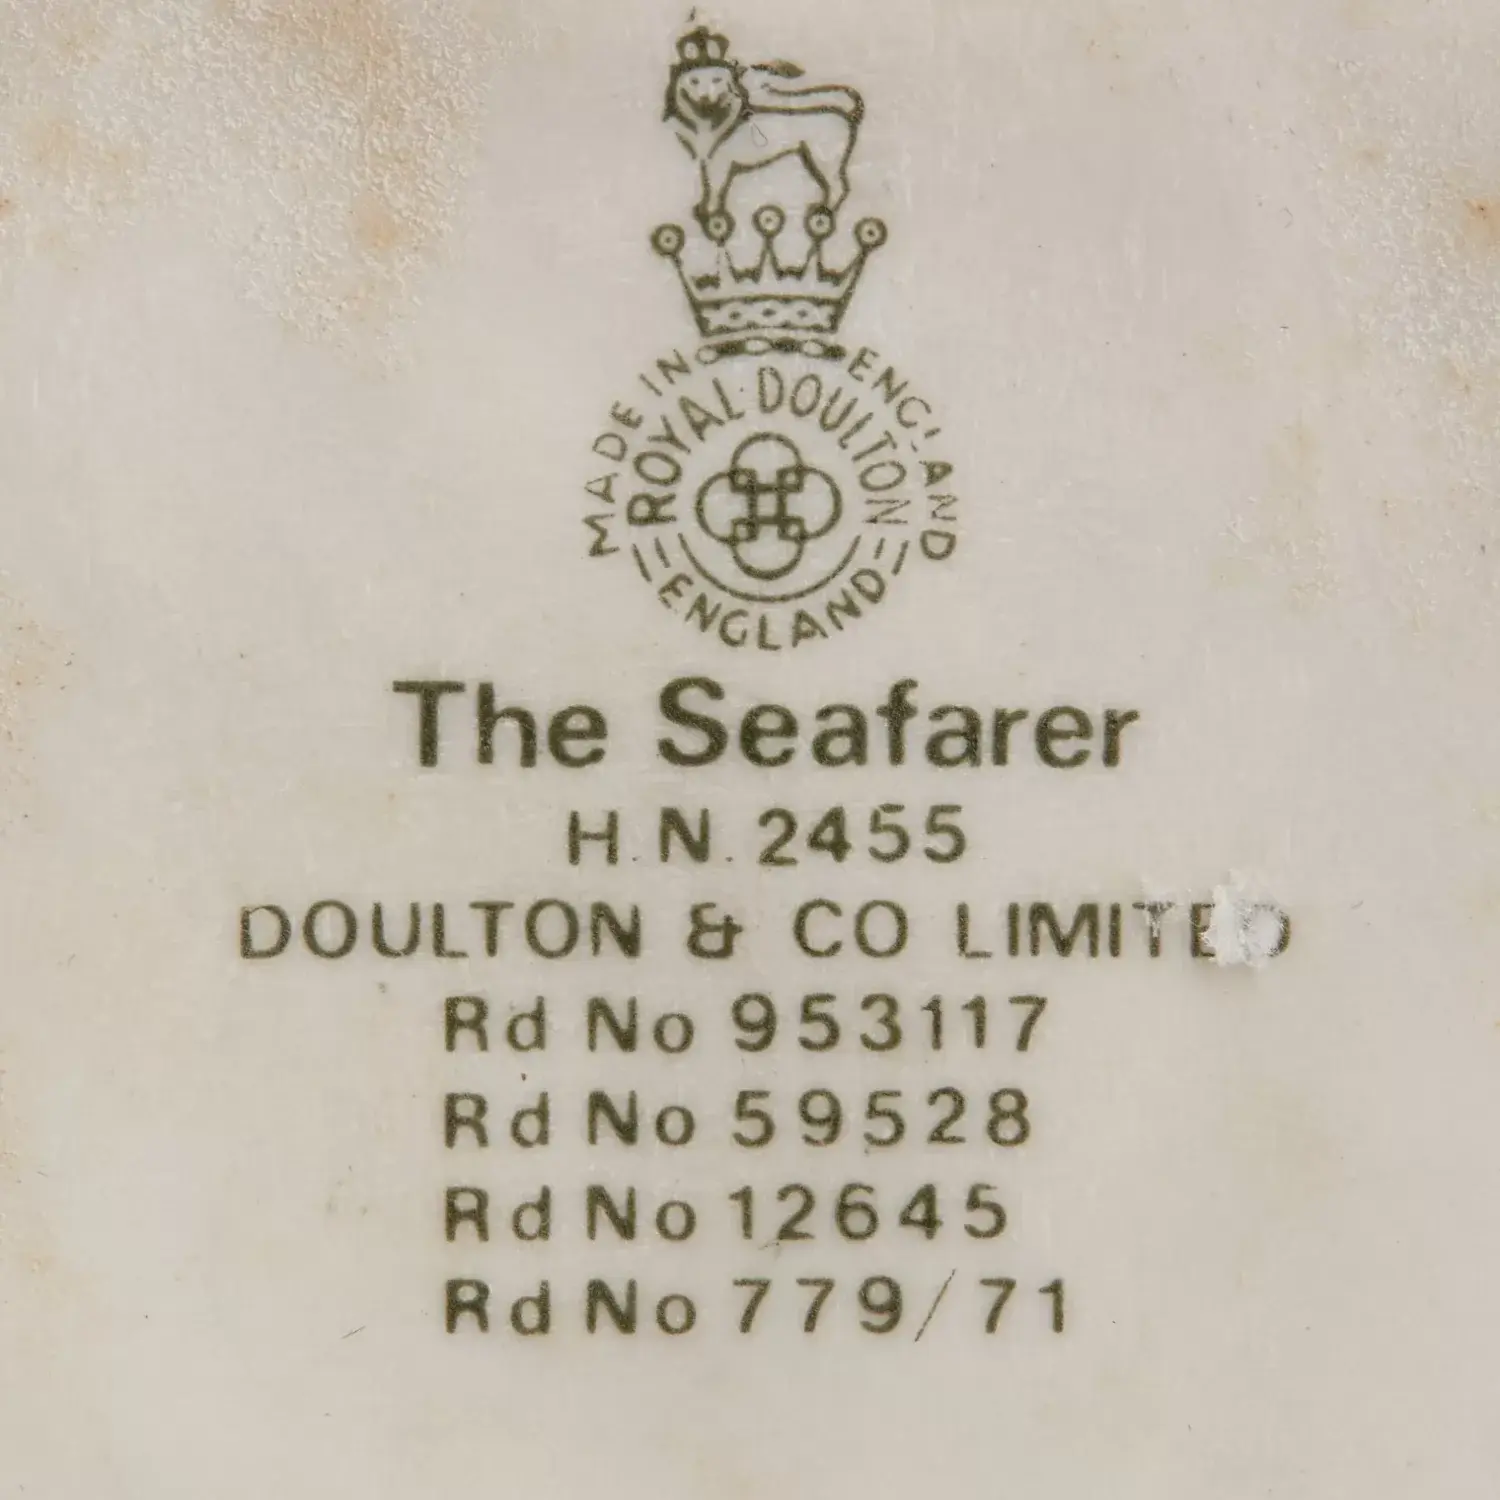 MADE IN ENGLAND
ROYAL DOULTON
ENGLAND
The Seafarer
H.N.2455
DOULTON & CO LIMITED
Rd No 953117
Rd No 59528
Rd No 12645
Rd No 779/71